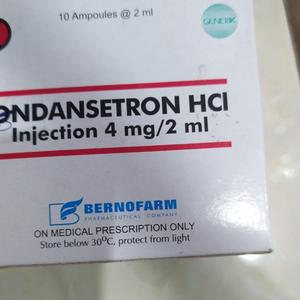 10 Ampoules @ 2 ml
GENERIK
ONDANSETRON HCl
Injection 4 mg/2 ml
BERNOFARM
PHARMACEUTICAL COMPANY
ON MEDICAL PRESCRIPTION ONLY
Store below 30°C, protect from light